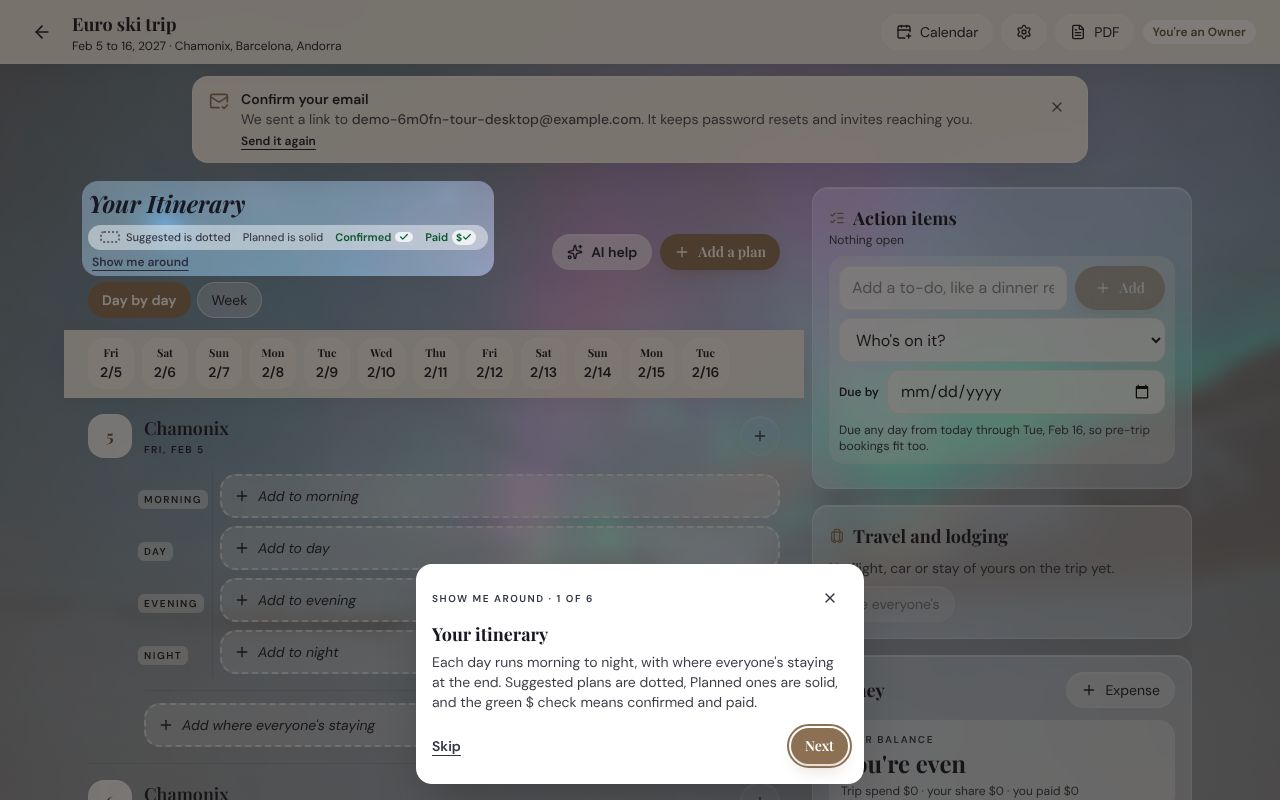 Euro ski trip
Feb 5 to 16, 2027 · Chamonix, Barcelona, Andorra
Calendar
PDF
You're an Owner
Confirm your email
We sent a link to demo-6m0fn-tour-desktop@example.com. It keeps password resets and invites reaching you.
Send it again
Your Itinerary
Suggested is dotted Planned is solid Confirmed Paid $
Show me around
AI help
Add a plan
Day by day
Week
Fri Sat Sun Mon Tue Wed Thu Fri Sat Sun Mon Tue
2/5 2/6 2/7 2/8 2/9 2/10 2/11 2/12 2/13 2/14 2/15 2/16
5
Chamonix
FRI, FEB 5
MORNING
Add to morning
DAY
Add to day
EVENING
Add to evening
NIGHT
Add to night
Add where everyone's staying
Chamonix
Action items
Nothing open
Add a to-do, like a dinner re
Add
Who's on it?
Due by
mm/dd/yyyy
Due any day from today through Tue, Feb 16, so pre-trip
bookings fit too.
Travel and lodging
car or stay of yours on the trip yet.
everyone's
Expense
BALANCE
even
Trip spend $0 · your share $0 · you paid $0
SHOW ME AROUND · 1 OF 6
Your itinerary
Each day runs morning to night, with where everyone's staying
at the end. Suggested plans are dotted, Planned ones are solid,
and the green $ check means confirmed and paid.
Skip
Next